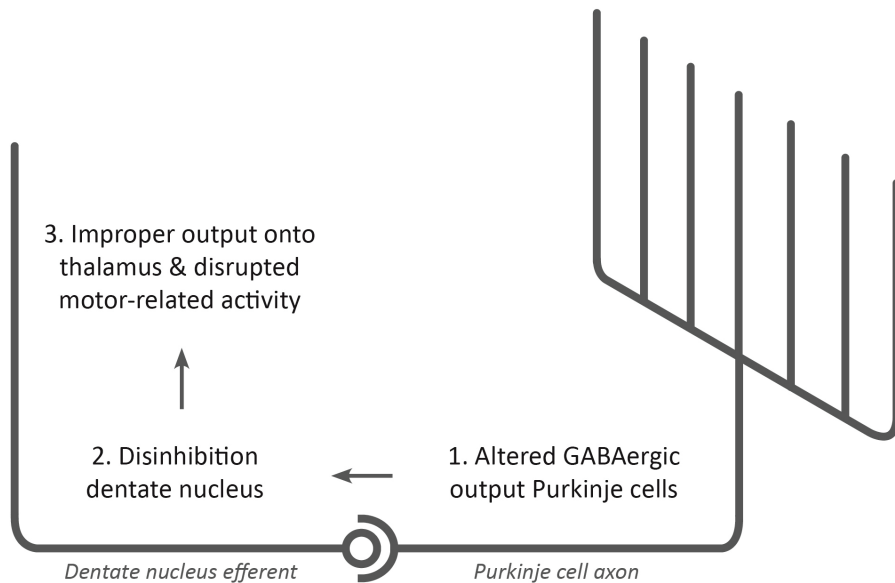 3. Improper output onto
thalamus & disrupted
motor-related activity
2. Disinhibition
dentate nucleus
1. Altered GABAergic
output Purkinje cells
Dentate nucleus efferent
Purkinje cell axon